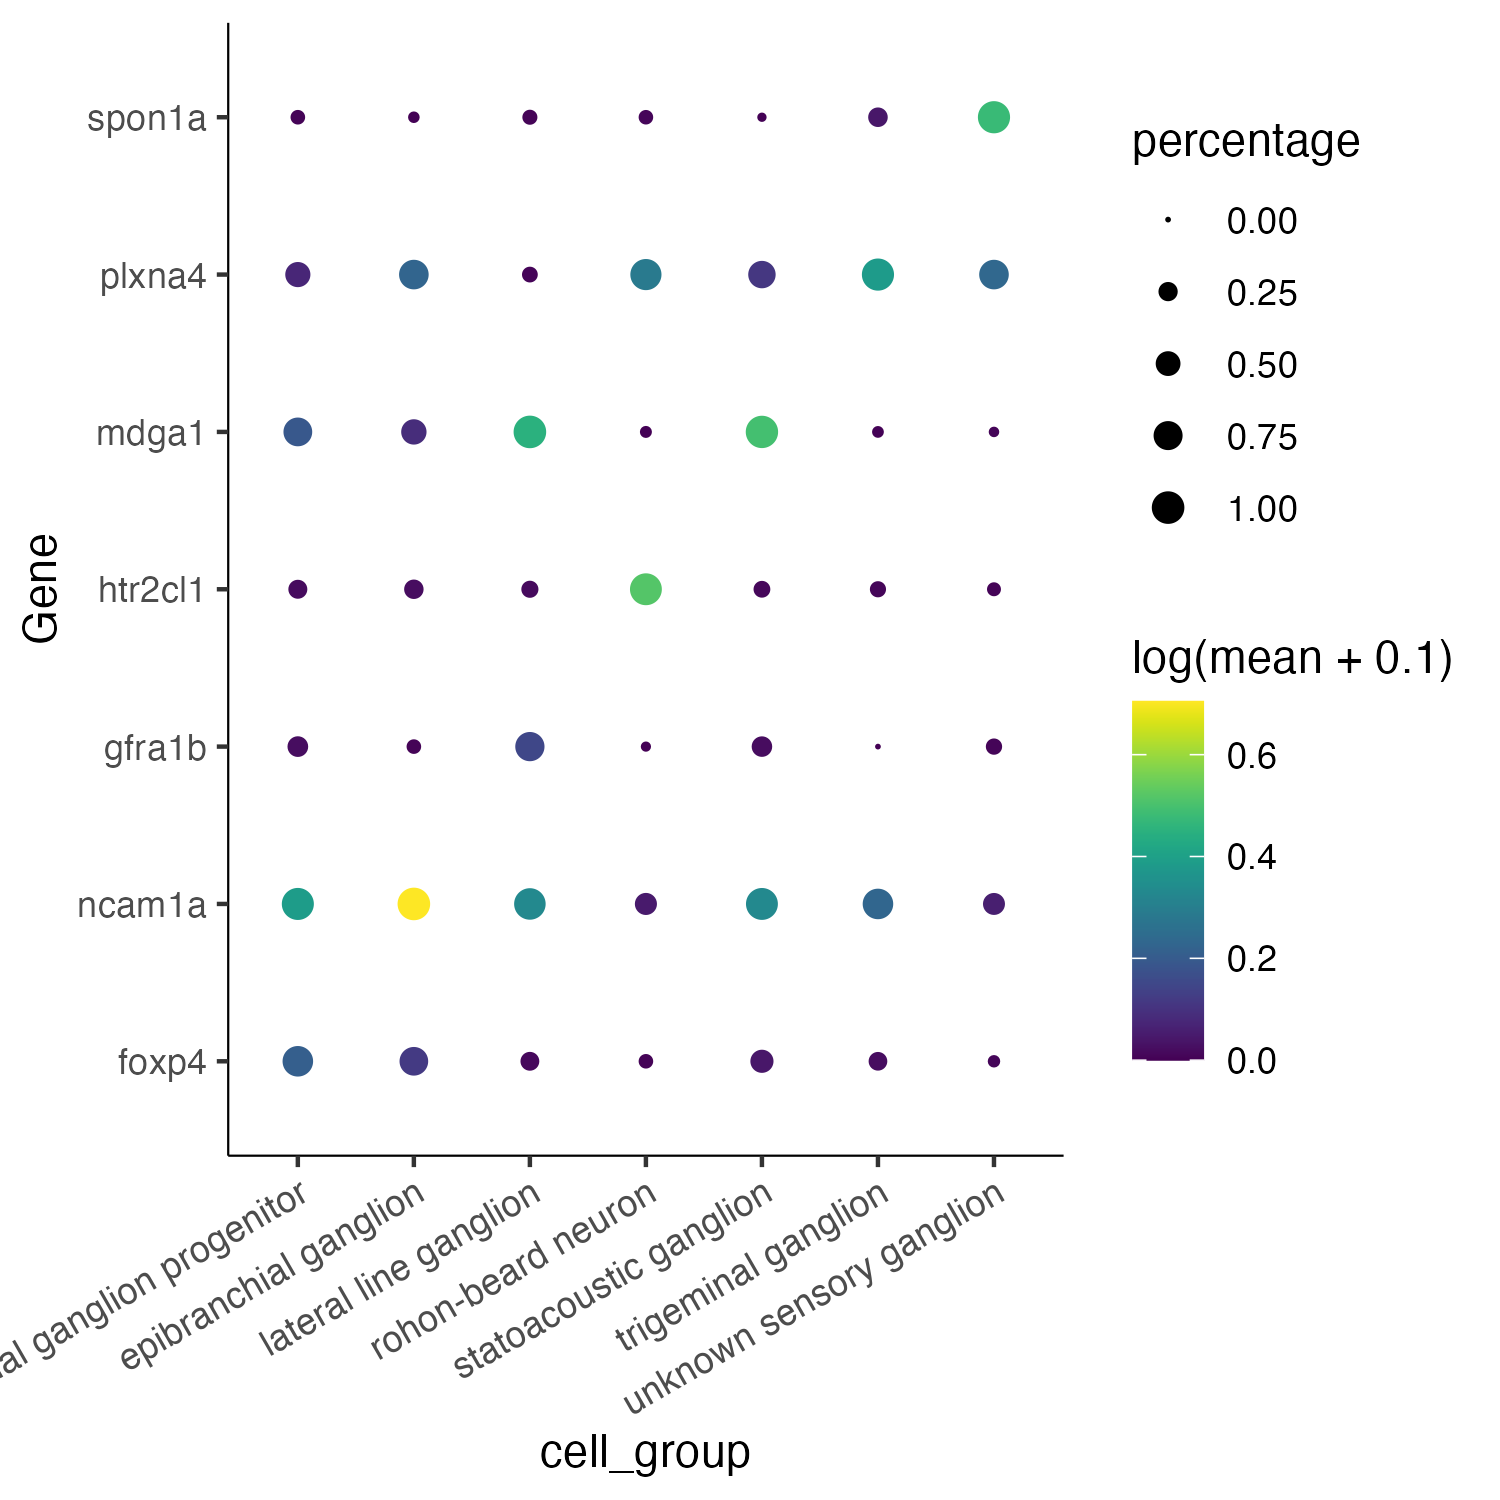 spon1a
plxna4
mdga1
htr2cl1
gfra1b
ncam1a
foxp4
Gene
ganglion progenitor
epibranchial ganglion
lateral line ganglion
rohon-beard neuron
statoacoustic ganglion
trigeminal ganglion
unknown sensory ganglion
cell_group
percentage
0.00
0.25
0.50
0.75
1.00
log(mean + 0.1)
0.6
0.4
0.2
0.0